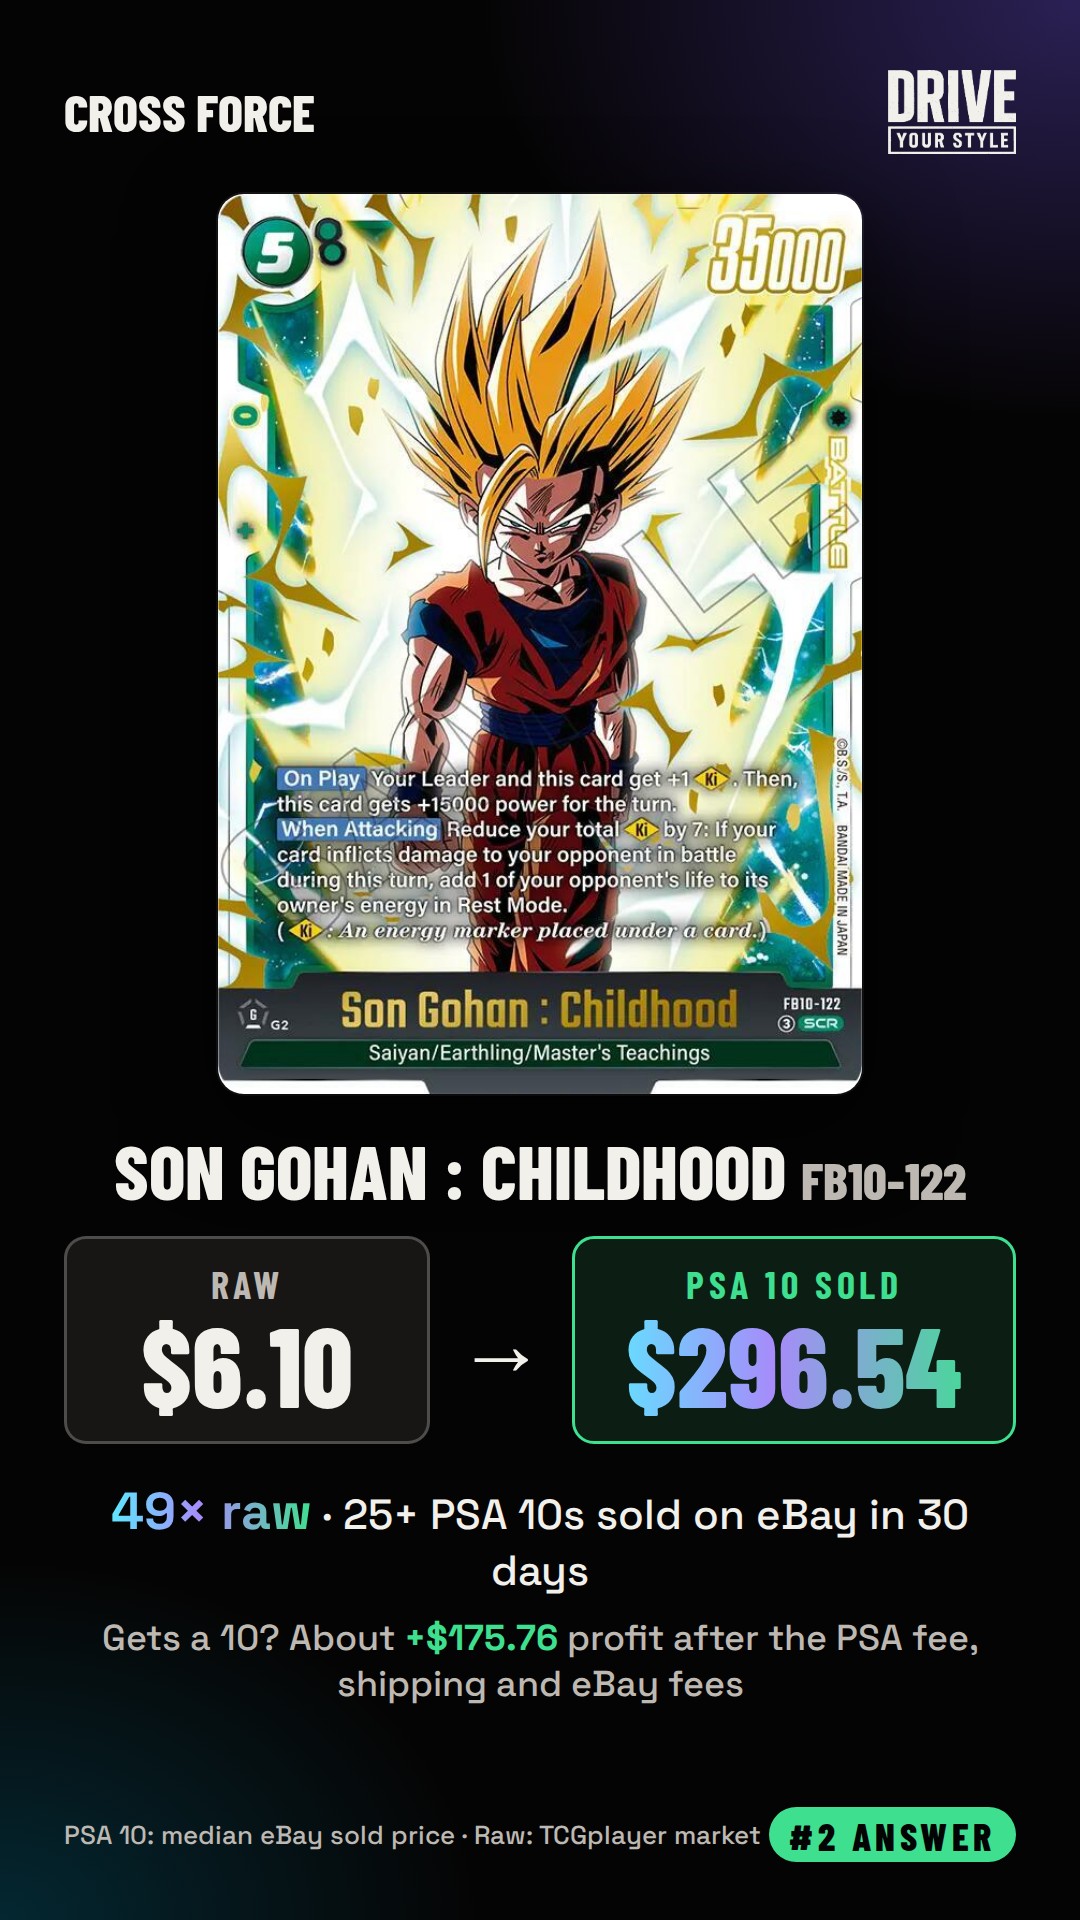 CROSS FORCE
DRIVE
YOUR STYLE
5 8
35000
0
BATTLE
+
On Play Your Leader and this card get +1 Ki. Then,
this card gets +15000 power for the turn.
When Attacking Reduce your total Ki by 7: If your
card inflicts damage to your opponent in battle
during this turn, add 1 of your opponent's life to its
owner's energy in Rest Mode.
(Ki: An energy marker placed under a card.)
©B.S./S., T.A. BANDAI MADE IN JAPAN
G G2
Son Gohan : Childhood
FB10-122
3 SCR
Saiyan/Earthling/Master's Teachings
SON GOHAN : CHILDHOOD FB10-122
RAW
$6.10
→
PSA 10 SOLD
$296.54
49× raw · 25+ PSA 10s sold on eBay in 30
days
Gets a 10? About +$175.76 profit after the PSA fee,
shipping and eBay fees
PSA 10: median eBay sold price · Raw: TCGplayer market
#2 ANSWER